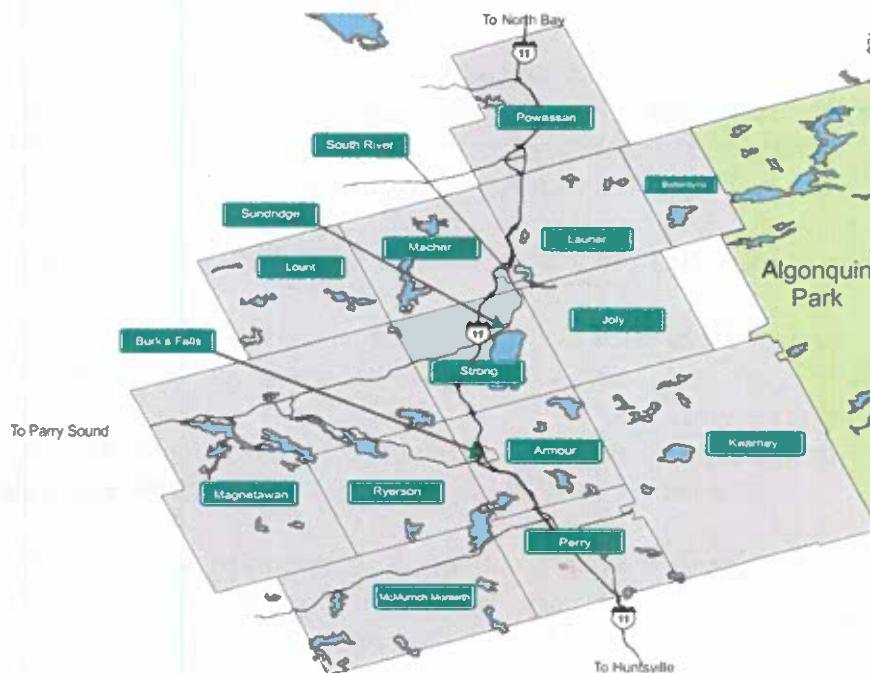 To North Bay
11
Powassan
South River
Ballantyne
Sundridge
Machar
Laurier
Lount
Algonquin
Park
Joly
11
Burk's Falls
Strong
To Parry Sound
Armour
Kearney
Magnetawan
Ryerson
Perry
McMurrich Monteith
11
To Huntsville